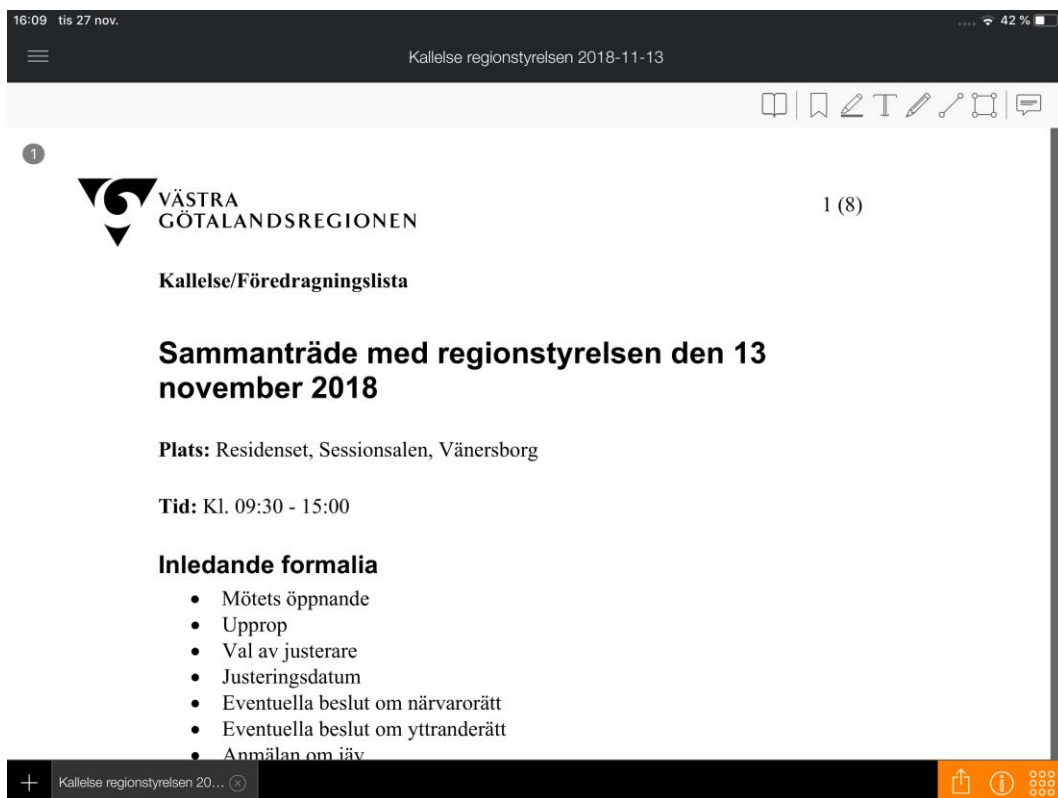 16:09 tis 27 nov.
42 %
Kallelse regionstyrelsen 2018-11-13
T
1
VÄSTRA
GÖTALANDSREGIONEN
1 (8)
Kallelse/Föredragningslista
Sammanträde med regionstyrelsen den 13
november 2018
Plats: Residenset, Sessionsalen, Vänersborg
Tid: Kl. 09:30 - 15:00
Inledande formalia
• Mötets öppnande
• Upprop
• Val av justerare
• Justeringsdatum
• Eventuella beslut om närvarorätt
• Eventuella beslut om yttranderätt
• Anmälan om jäv
Kallelse regionstyrelsen 20...